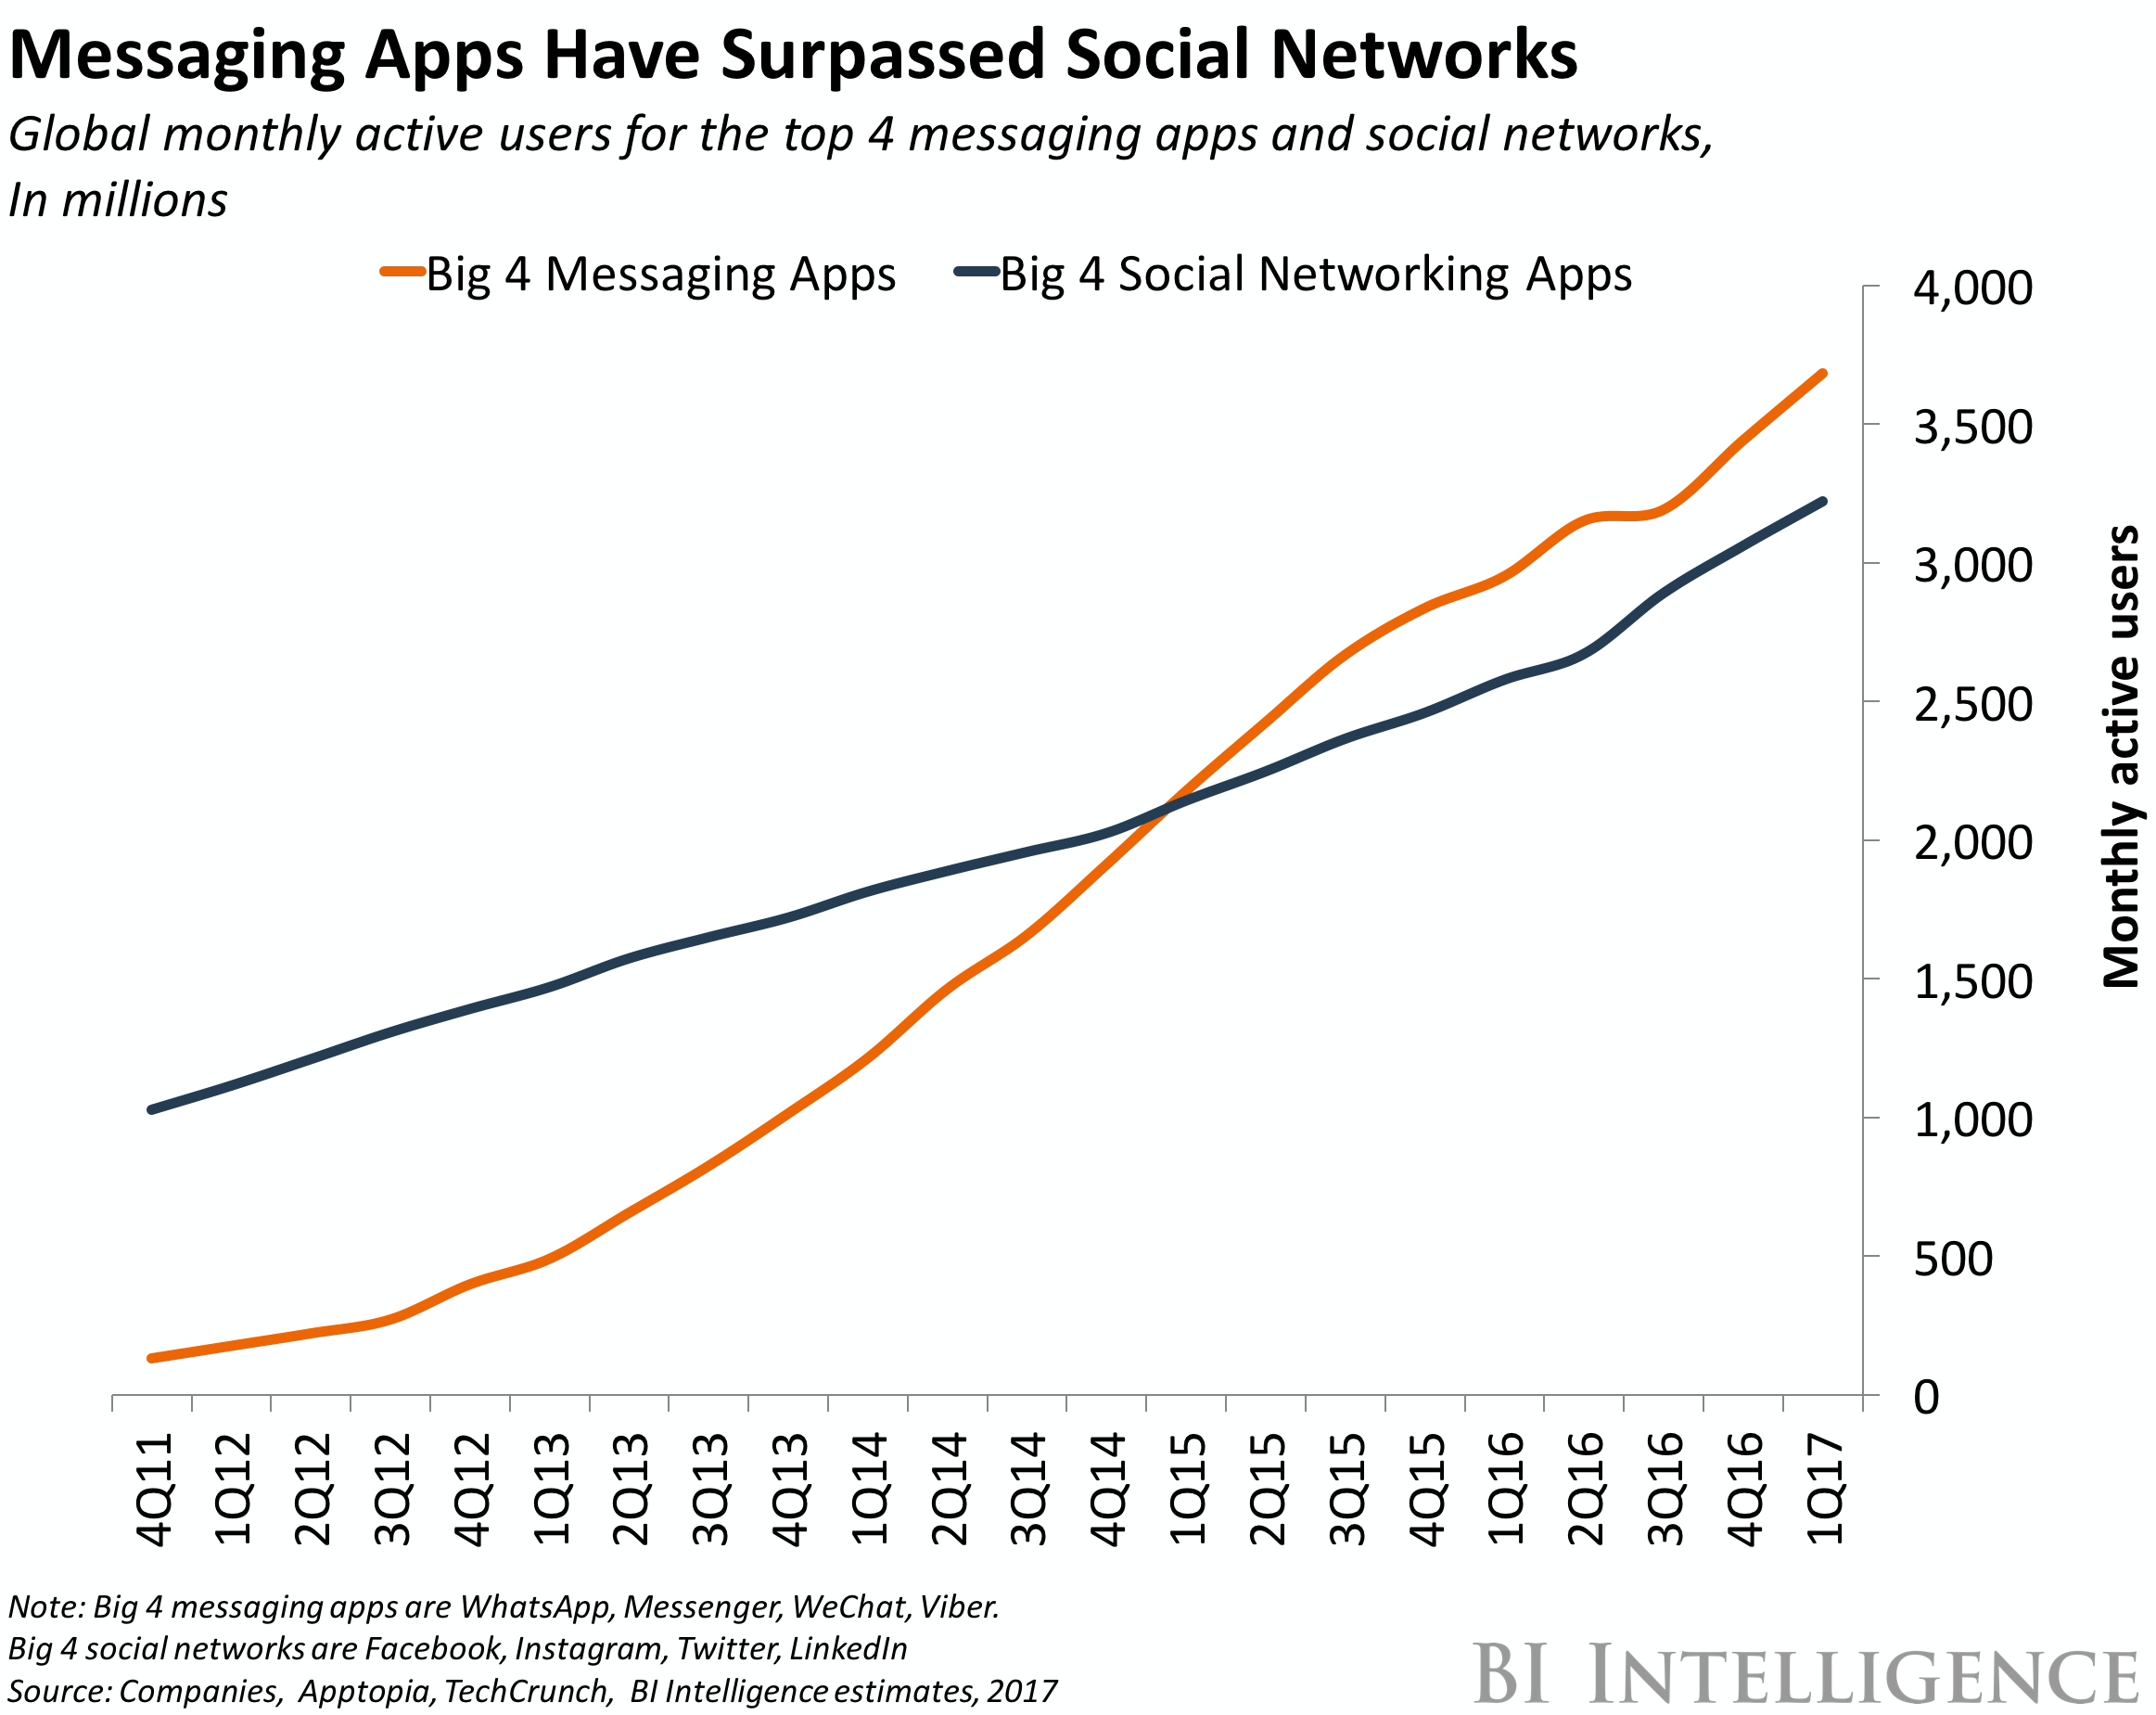 Messaging Apps Have Surpassed Social Networks
Global monthly active users for the top 4 messaging apps and social networks,
In millions
Big 4 Messaging Apps
Big 4 Social Networking Apps
4,000
3,500
3,000
2,500
2,000
1,500
1,000
500
0
Monthly active users
4Q11
1Q12
2Q12
3Q12
4Q12
1Q13
2Q13
3Q13
4Q13
1Q14
2Q14
3Q14
4Q14
1Q15
2Q15
3Q15
4Q15
1Q16
2Q16
3Q16
4Q16
1Q17
Note: Big 4 messaging apps are WhatsApp, Messenger, WeChat, Viber.
Big 4 social networks are Facebook, Instagram, Twitter, LinkedIn
Source: Companies, Apptopia, TechCrunch, BI Intelligence estimates, 2017
BI INTELLIGENCE